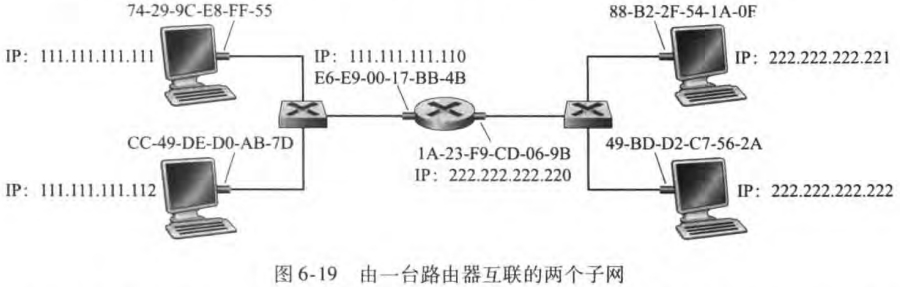 74-29-9C-E8-FF-55
88-B2-2F-54-1A-0F
IP: 111.111.111.111
IP: 111.111.111.110
IP: 222.222.222.221
E6-E9-00-17-BB-4B
CC-49-DE-D0-AB-7D
1A-23-F9-CD-06-9B
49-BD-D2-C7-56-2A
IP: 111.111.111.112
IP: 222.222.222.220
IP: 222.222.222.222
图6-19 由一台路由器互联的两个子网